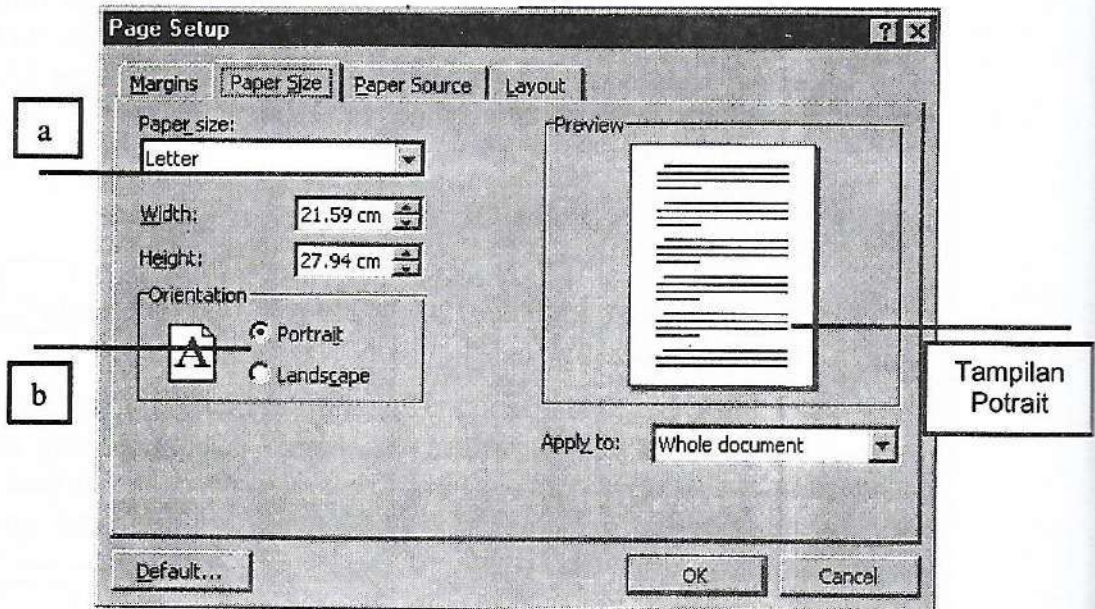 Page Setup
Margins Paper Size Paper Source Layout
a
Paper size:
Letter
Width: 21.59 cm
Height: 27.94 cm
Orientation
A
Portrait
Landscape
b
Preview
Tampilan
Potrait
Apply to: Whole document
Default... OK Cancel